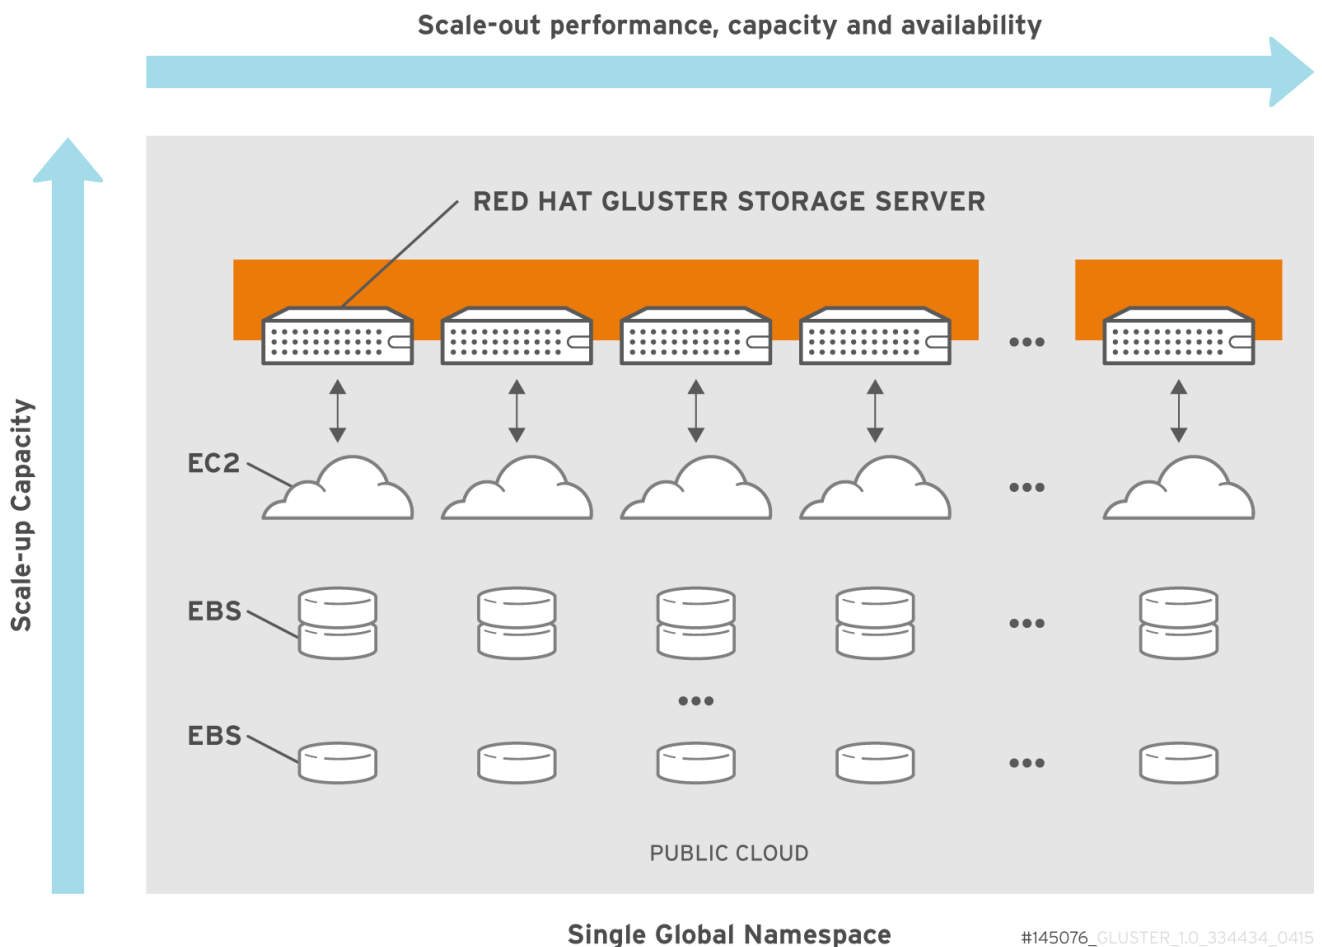 Scale-out performance, capacity and availability
Scale-up Capacity
RED HAT GLUSTER STORAGE SERVER
EC2
EBS
EBS
PUBLIC CLOUD
Single Global Namespace
#145076_GLUSTER_1.0_334434_0415